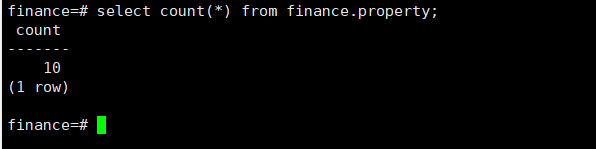 finance=# select count(*) from finance.property;
count
-------
10
(1 row)
finance=#